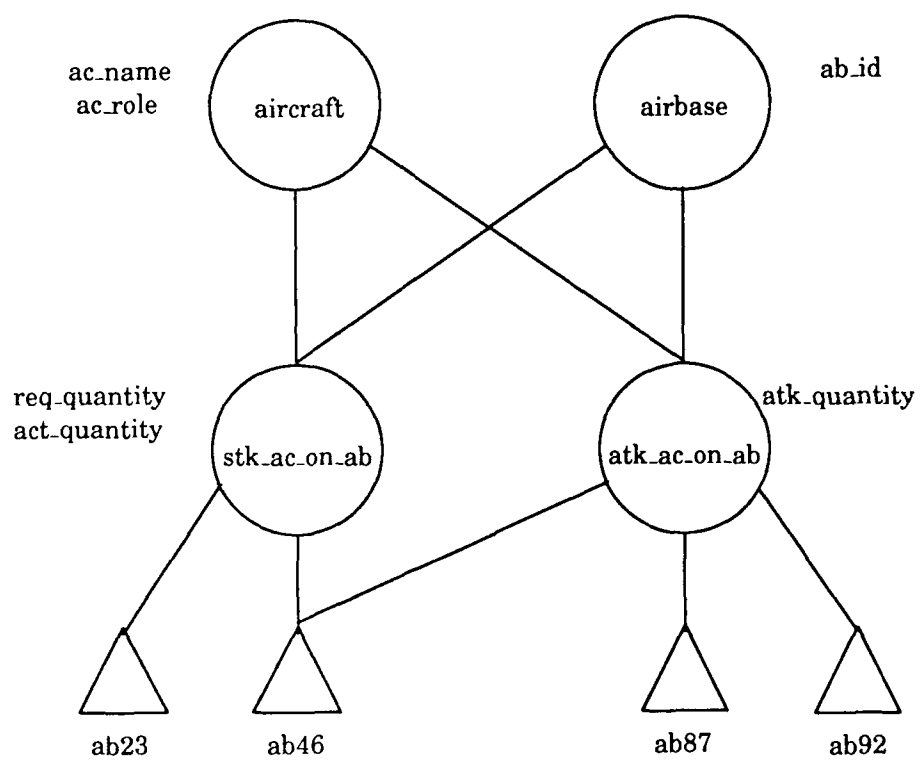 ac_name
ac_role
aircraft
airbase
ab_id
req_quantity
act_quantity
stk_ac_on_ab
atk_ac_on_ab
atk_quantity
ab23
ab46
ab87
ab92